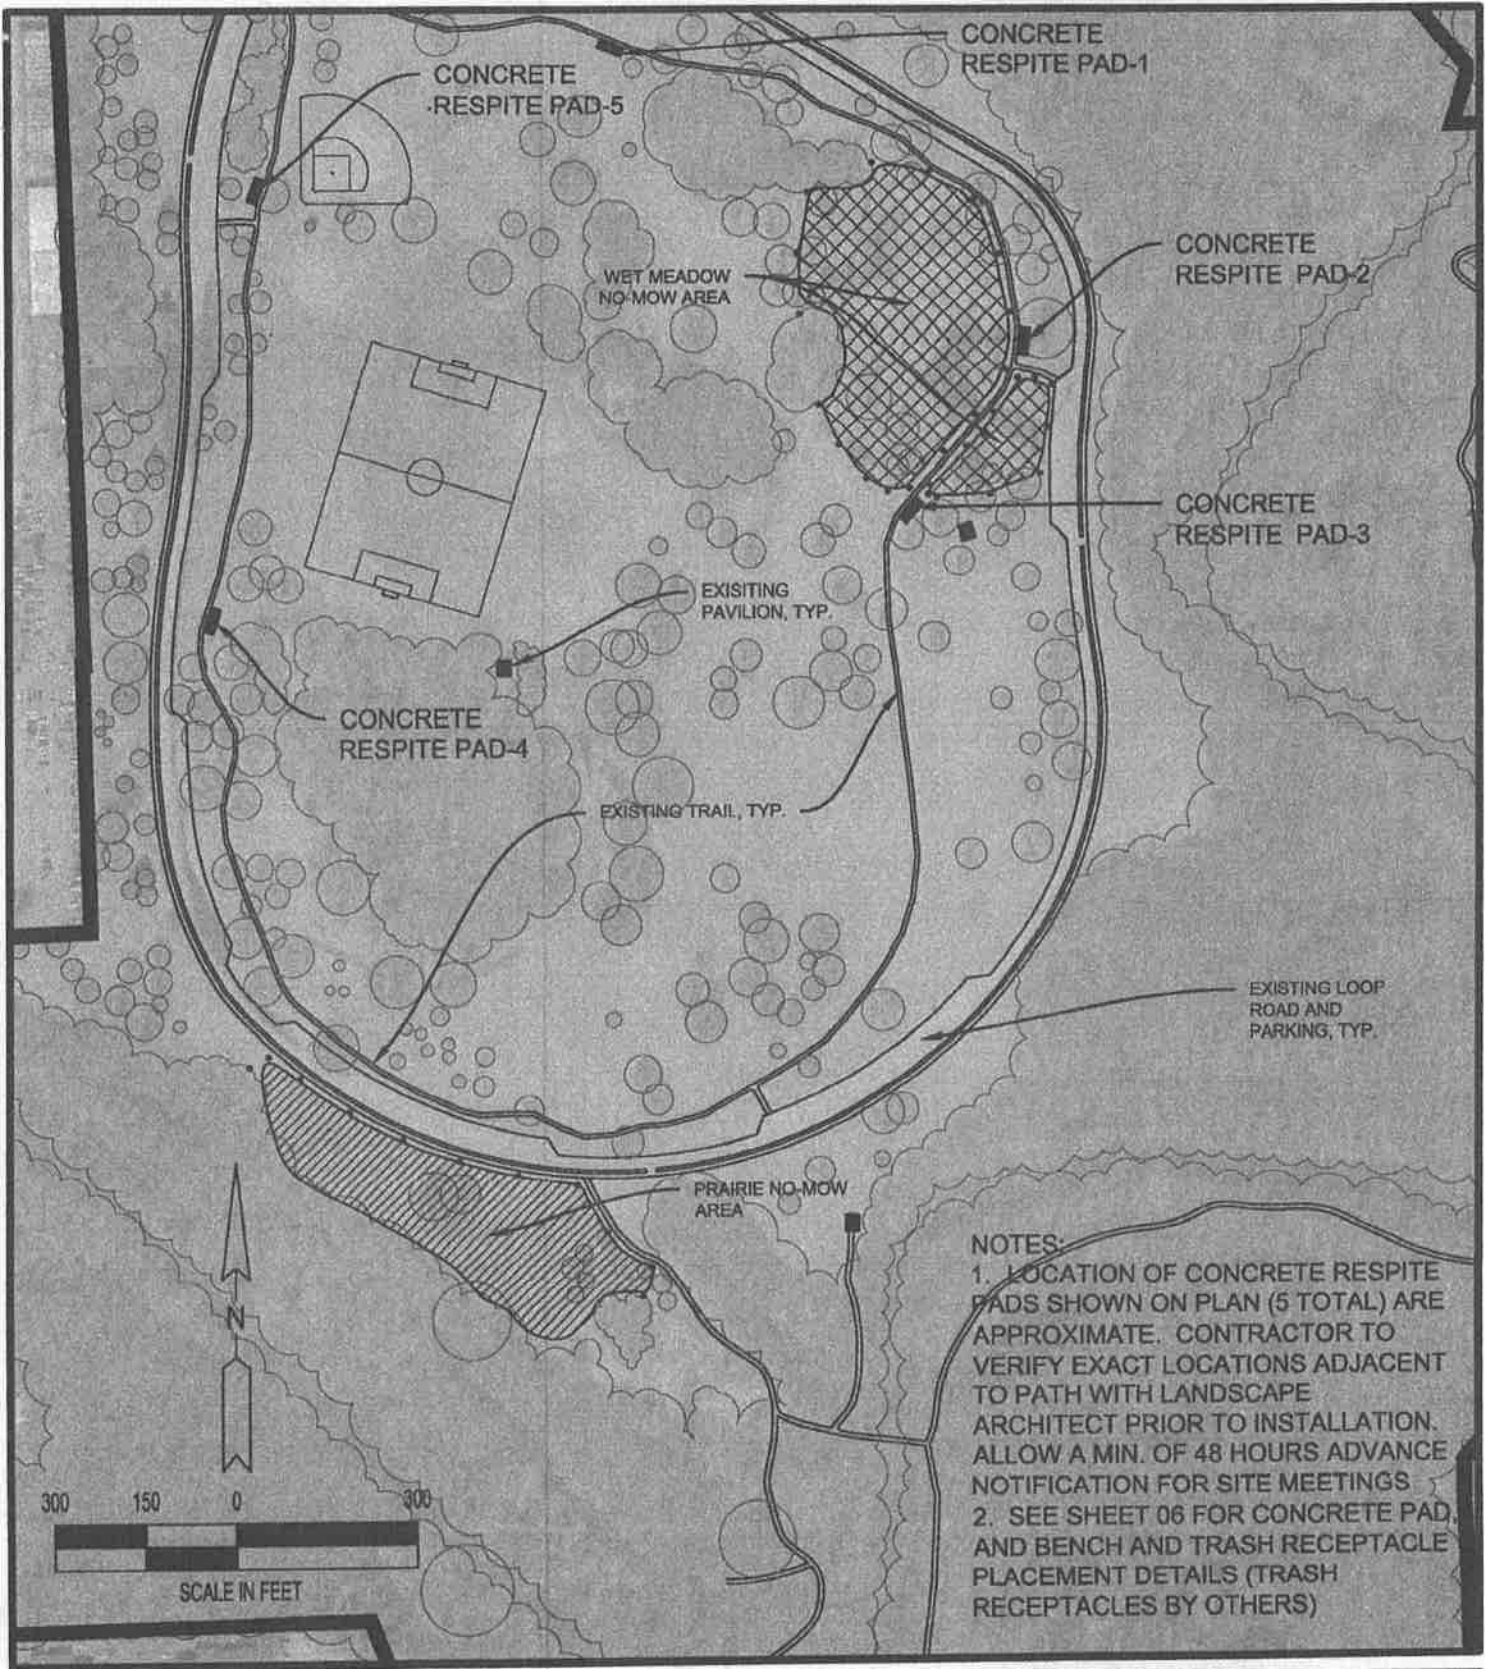 CONCRETE
RESPITE PAD-1
CONCRETE
RESPITE PAD-5
CONCRETE
RESPITE PAD-2
WET MEADOW
NO-MOW AREA
CONCRETE
RESPITE PAD-3
EXISITING
PAVILION, TYP.
CONCRETE
RESPITE PAD-4
EXISTING TRAIL, TYP.
EXISTING LOOP
ROAD AND
PARKING, TYP.
PRAIRIE NO-MOW
AREA
N
300 150 0 300
SCALE IN FEET
NOTES:
1. LOCATION OF CONCRETE RESPITE
PADS SHOWN ON PLAN (5 TOTAL) ARE
APPROXIMATE. CONTRACTOR TO
VERIFY EXACT LOCATIONS ADJACENT
TO PATH WITH LANDSCAPE
ARCHITECT PRIOR TO INSTALLATION.
ALLOW A MIN. OF 48 HOURS ADVANCE
NOTIFICATION FOR SITE MEETINGS
2. SEE SHEET 06 FOR CONCRETE PAD,
AND BENCH AND TRASH RECEPTACLE
PLACEMENT DETAILS (TRASH
RECEPTACLES BY OTHERS)